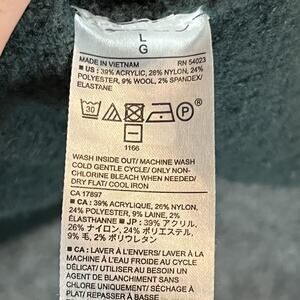 L
G
MADE IN VIETNAM RN 54023
■ US : 39% ACRYLIC, 26% NYLON, 24%
POLYESTER, 9% WOOL, 2% SPANDEX/
ELASTANE
30 P
1166
WASH INSIDE OUT/ MACHINE WASH
COLD GENTLE CYCLE/ ONLY NON-
CHLORINE BLEACH WHEN NEEDED/
DRY FLAT/ COOL IRON
CA 17897
■ CA : 39% ACRYLIQUE, 26% NYLON,
24% POLYESTER, 9% LAINE, 2%
ÉLASTHANNE ■ JP : 39% アクリル,
26% ナイロン, 24% ポリエステル,
9% 毛, 2% ポリウレタン
■ CA : LAVER À L'ENVERS/ LAVER À LA
MACHINE À L'EAU FROIDE AU CYCLE
DÉLICAT/ UTILISER AU BESOIN UN
AGENT DE BLANCHIMENT SANS
CHLORE UNIQUEMENT/ SÉCHAGE À
PLAT/ REPASSER À BASSE